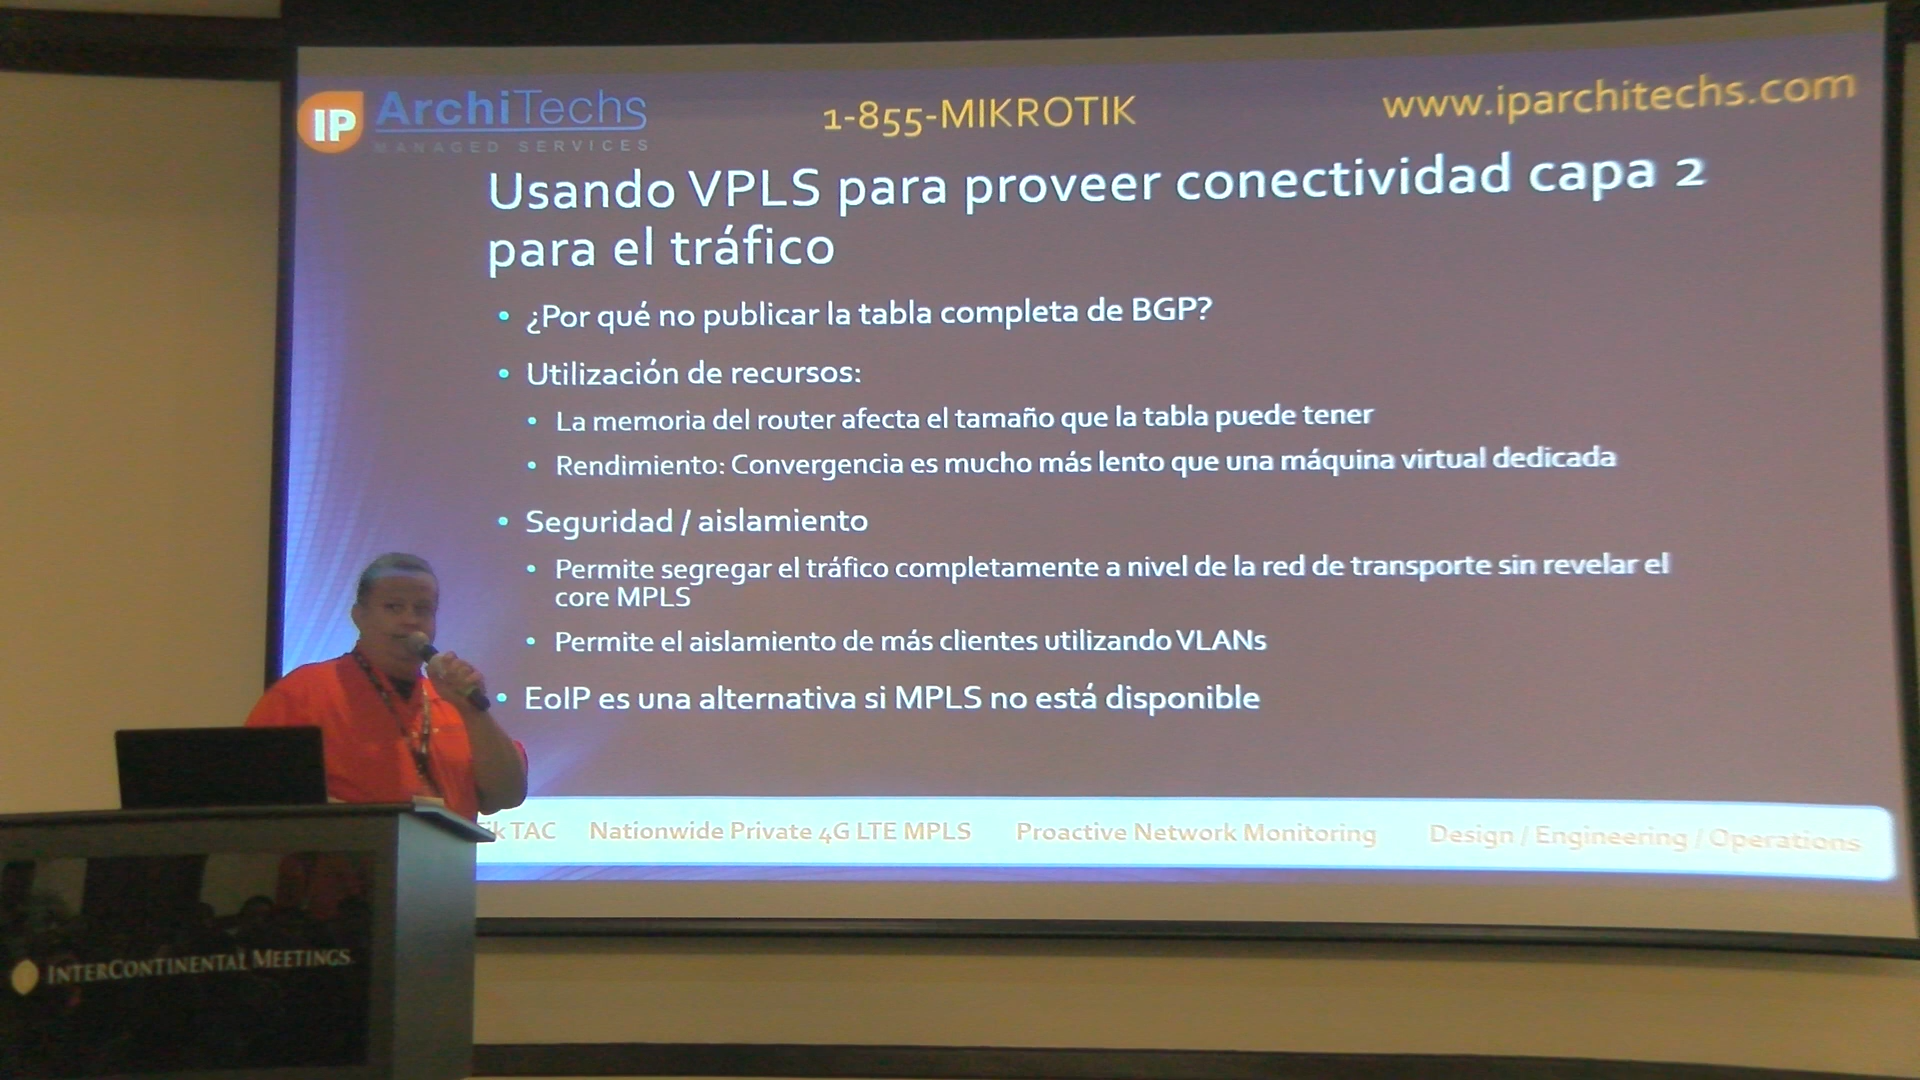 IP ArchiTechs
MANAGED SERVICES
1-855-MIKROTIK
www.iparchitechs.com
Usando VPLS para proveer conectividad capa 2
para el tráfico
• ¿Por qué no publicar la tabla completa de BGP?
• Utilización de recursos:
• La memoria del router afecta el tamaño que la tabla puede tener
• Rendimiento: Convergencia es mucho más lento que una máquina virtual dedicada
• Seguridad / aislamiento
• Permite segregar el tráfico completamente a nivel de la red de transporte sin revelar el
core MPLS
• Permite el aislamiento de más clientes utilizando VLANs
• EoIP es una alternativa si MPLS no está disponible
TAC Nationwide Private 4G LTE MPLS Proactive Network Monitoring Design / Engineering / Operations
INTERCONTINENTAL MEETINGS